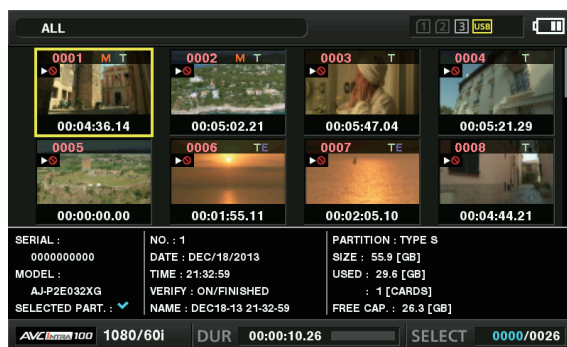 ALL 1 2 3 USB
0001 M T 0002 M T 0003 T 0004 T
00:04:36.14 00:05:02.21 00:05:47.04 00:05:21.29
0005 0006 TE 0007 TE 0008 T
00:00:00.00 00:01:55.11 00:02:05.10 00:04:44.21
SERIAL :
0000000000
MODEL :
AJ-P2E032XG
SELECTED PART. :
NO. : 1
DATE : DEC/18/2013
TIME : 21:32:59
VERIFY : ON/FINISHED
NAME : DEC18-13 21-32-59
PARTITION : TYPE S
SIZE : 55.9 [GB]
USED : 29.6 [GB]
: 1 [CARDS]
FREE CAP. : 26.3 [GB]
AVC INTRA 100 1080/60i DUR 00:00:10.26 SELECT 0000/0026